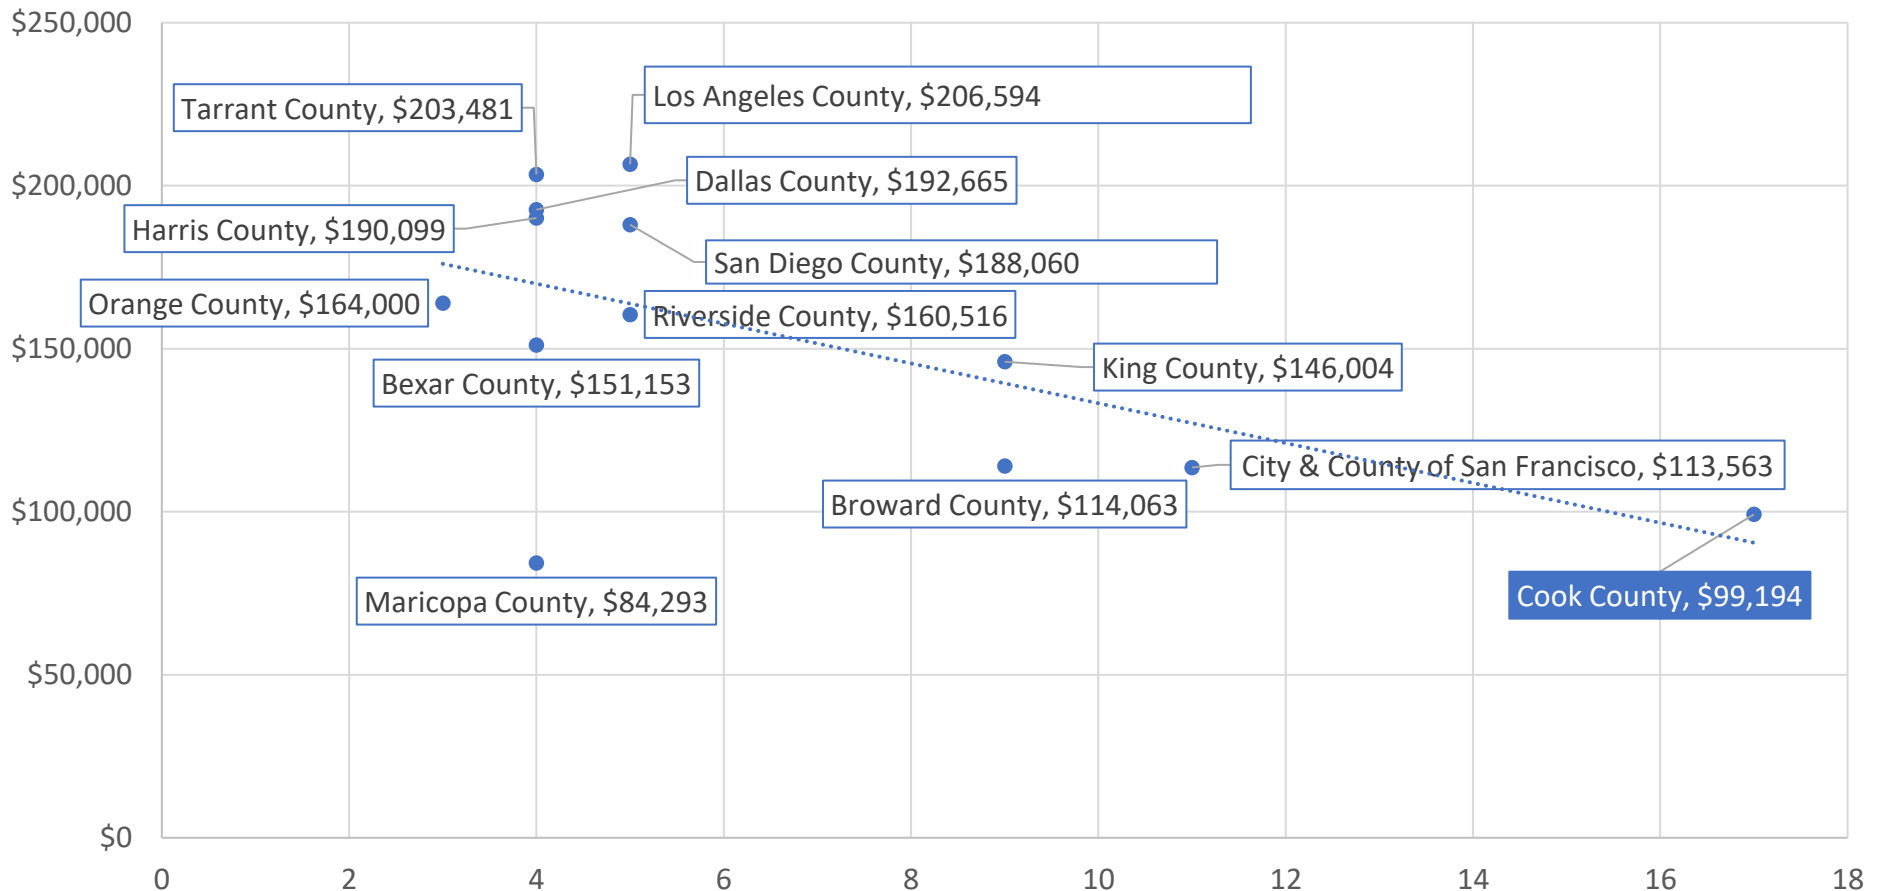 $250,000
Los Angeles County, $206,594
Tarrant County, $203,481
$200,000
Dallas County, $192,665
Harris County, $190,099
San Diego County, $188,060
Orange County, $164,000
Riverside County, $160,516
$150,000
King County, $146,004
Bexar County, $151,153
City & County of San Francisco, $113,563
Broward County, $114,063
$100,000
Cook County, $99,194
Maricopa County, $84,293
$50,000
$0
0 2 4 6 8 10 12 14 16 18